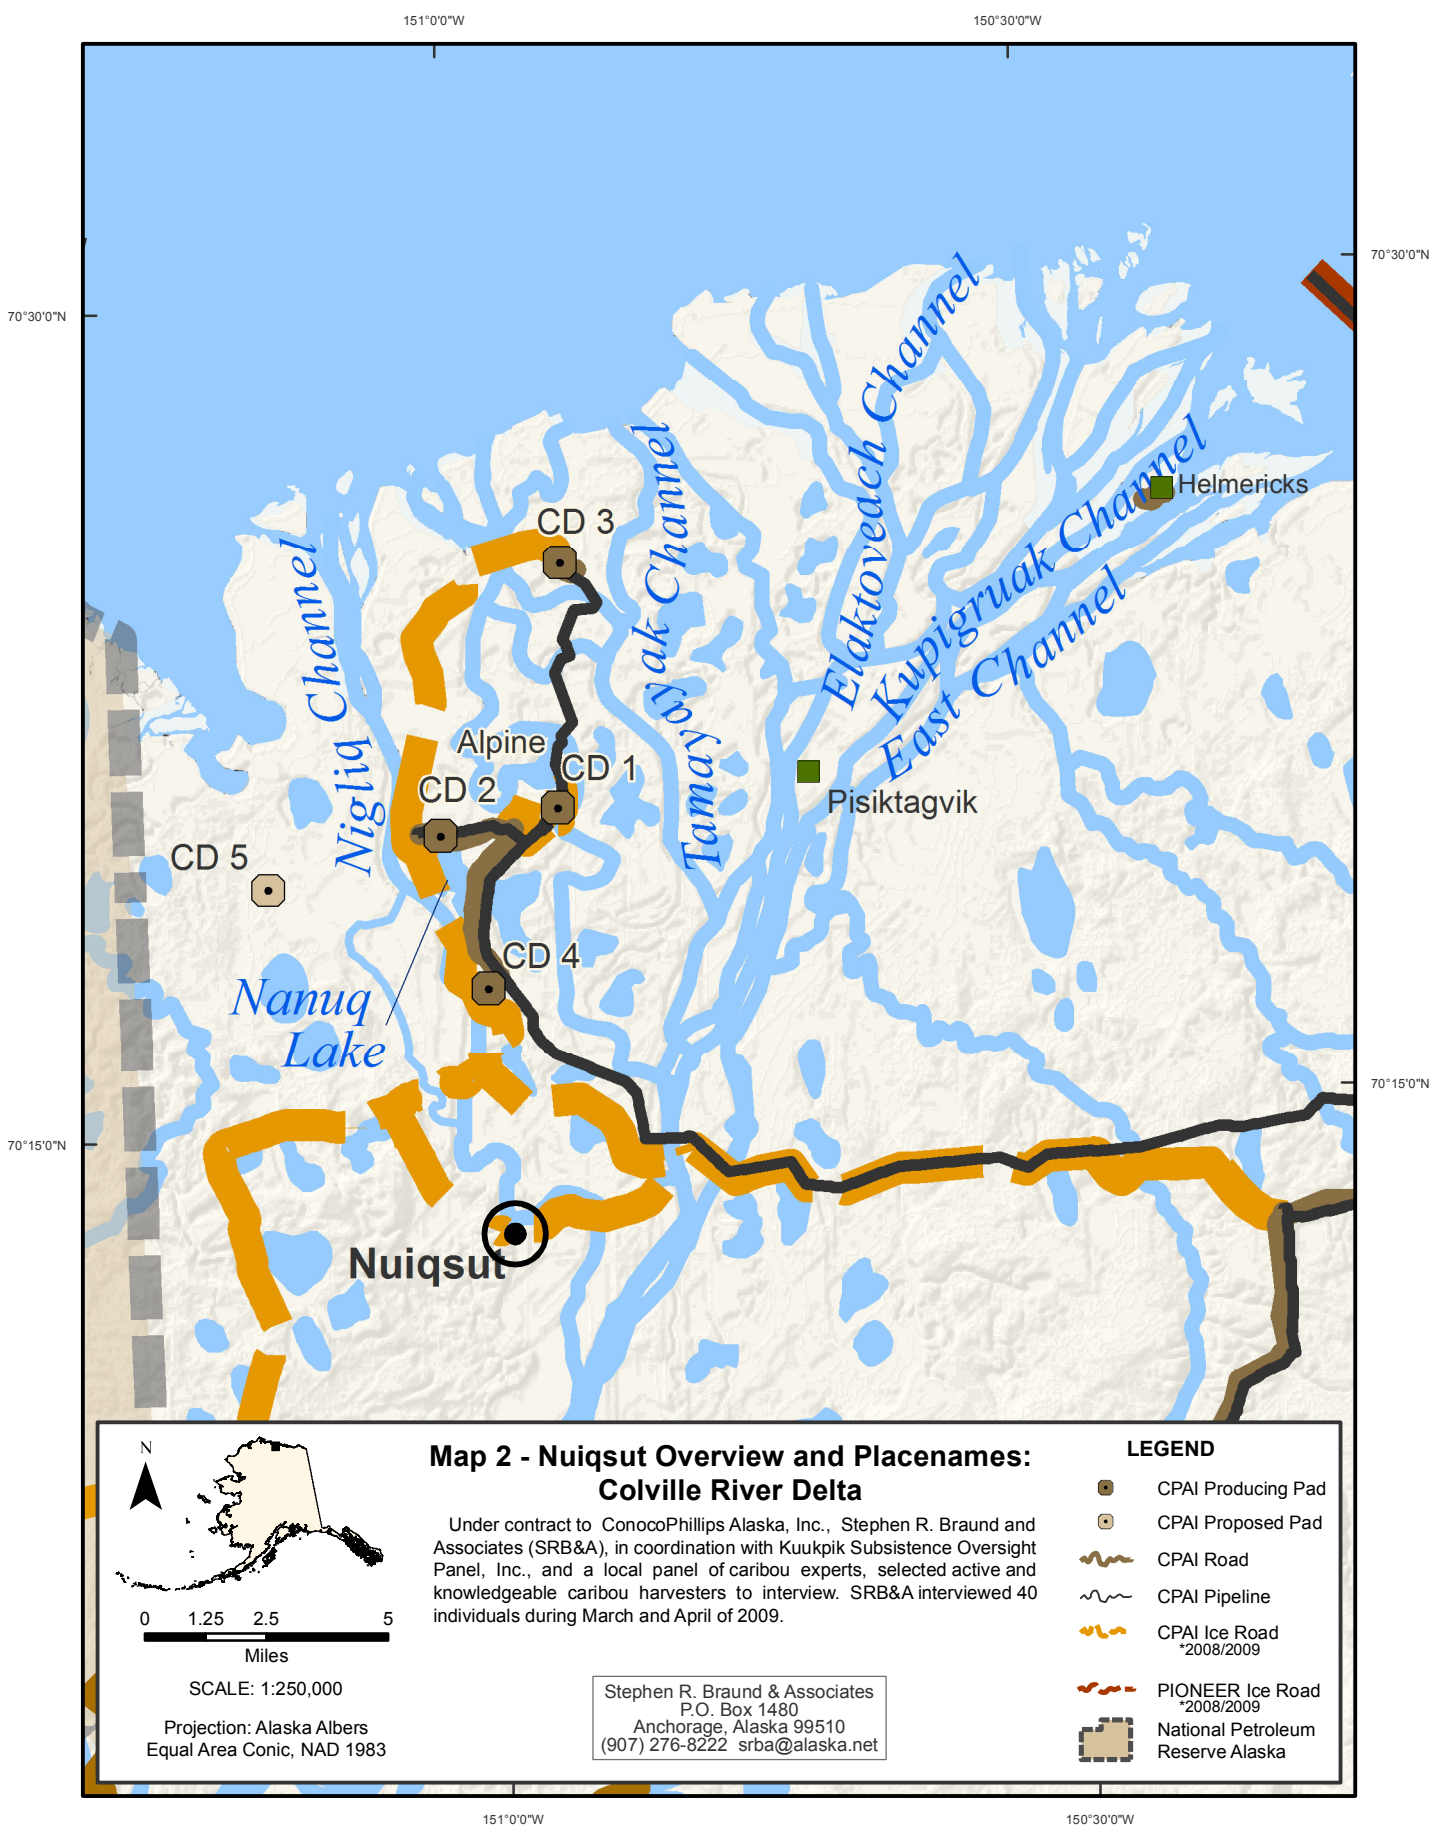 151°0'0"W
150°30'0"W
70°30'0"N
70°30'0"N
Elaktoveach Channel
Tamayayak Channel
Kupigruak Channel
Helmericks
CD 3
Nigliq Channel
East Channel
Alpine
CD 1
CD 2
Pisiktagvik
CD 5
CD 4
Nanuq
Lake
70°15'0"N
70°15'0"N
Nuiqsut
N
0 1.25 2.5 5
Miles
SCALE: 1:250,000
Projection: Alaska Albers
Equal Area Conic, NAD 1983
Map 2 - Nuiqsut Overview and Placenames:
Colville River Delta
Under contract to ConocoPhillips Alaska, Inc., Stephen R. Braund and
Associates (SRB&A), in coordination with Kuukpik Subsistence Oversight
Panel, Inc., and a local panel of caribou experts, selected active and
knowledgeable caribou harvesters to interview. SRB&A interviewed 40
individuals during March and April of 2009.
Stephen R. Braund & Associates
P.O. Box 1480
Anchorage, Alaska 99510
(907) 276-8222 srba@alaska.net
LEGEND
CPAI Producing Pad
CPAI Proposed Pad
CPAI Road
CPAI Pipeline
CPAI Ice Road
*2008/2009
PIONEER Ice Road
*2008/2009
National Petroleum
Reserve Alaska
151°0'0"W
150°30'0"W